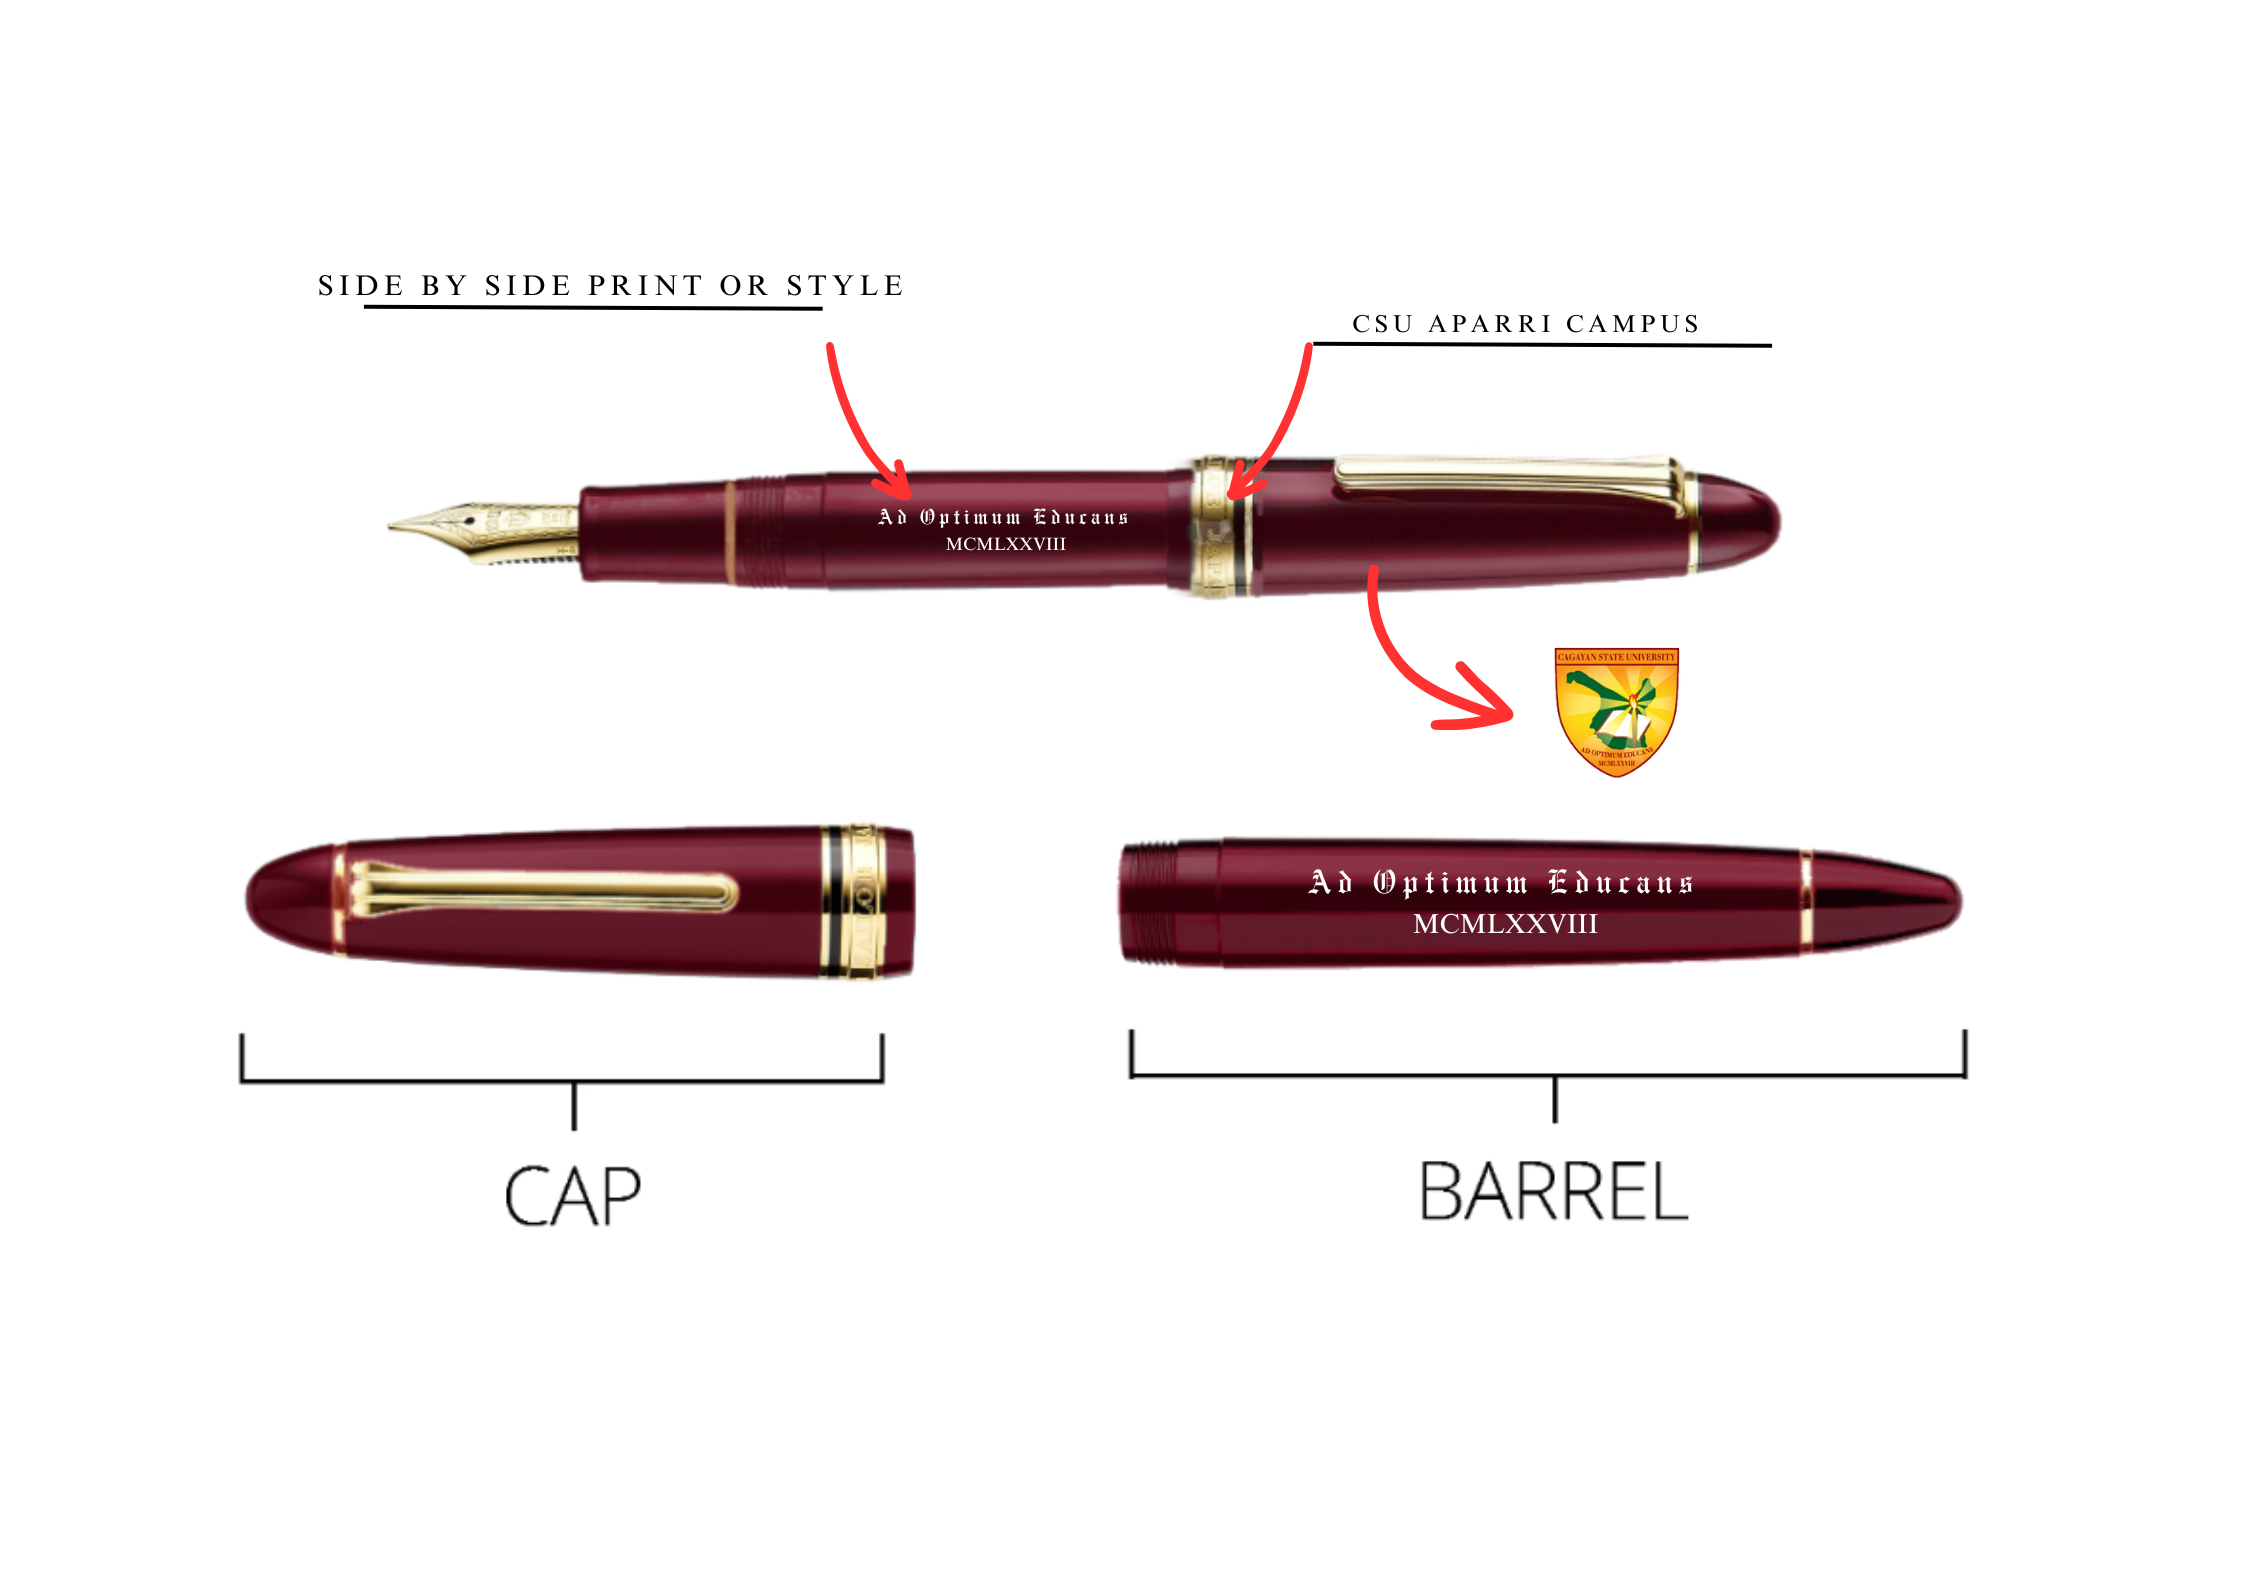 SIDE BY SIDE PRINT OR STYLE
CSU APARRI CAMPUS
Ad Optimum Educans
MCMLXXVIII
CAGAYAN STATE UNIVERSITY
AD OPTIMUM EDUCANS
MCMLXXVIII
Ad Optimum Educans
MCMLXXVIII
CAP
BARREL